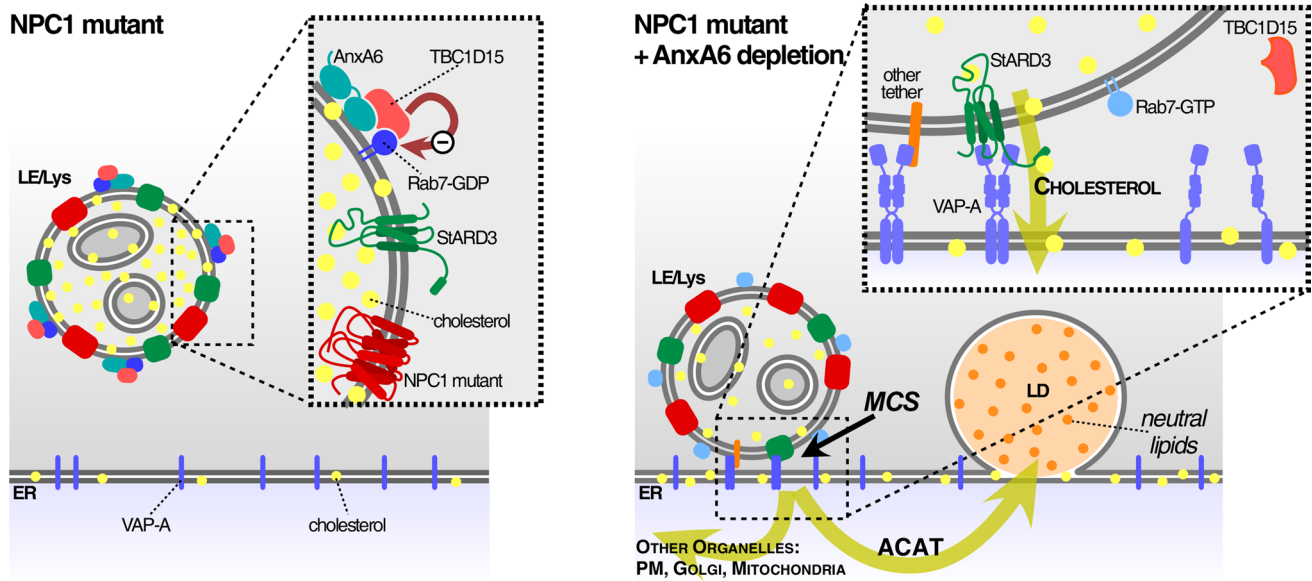 NPC1 mutant
AnxA6
TBC1D15
Rab7-GDP
StARD3
cholesterol
NPC1 mutant
LE/Lys
ER
VAP-A
cholesterol
NPC1 mutant
+ AnxA6 depletion
TBC1D15
StARD3
other
tether
Rab7-GTP
VAP-A
CHOLESTEROL
LE/Lys
MCS
LD
neutral
lipids
ER
ACAT
OTHER ORGANELLES:
PM, GOLGI, MITOCHONDRIA